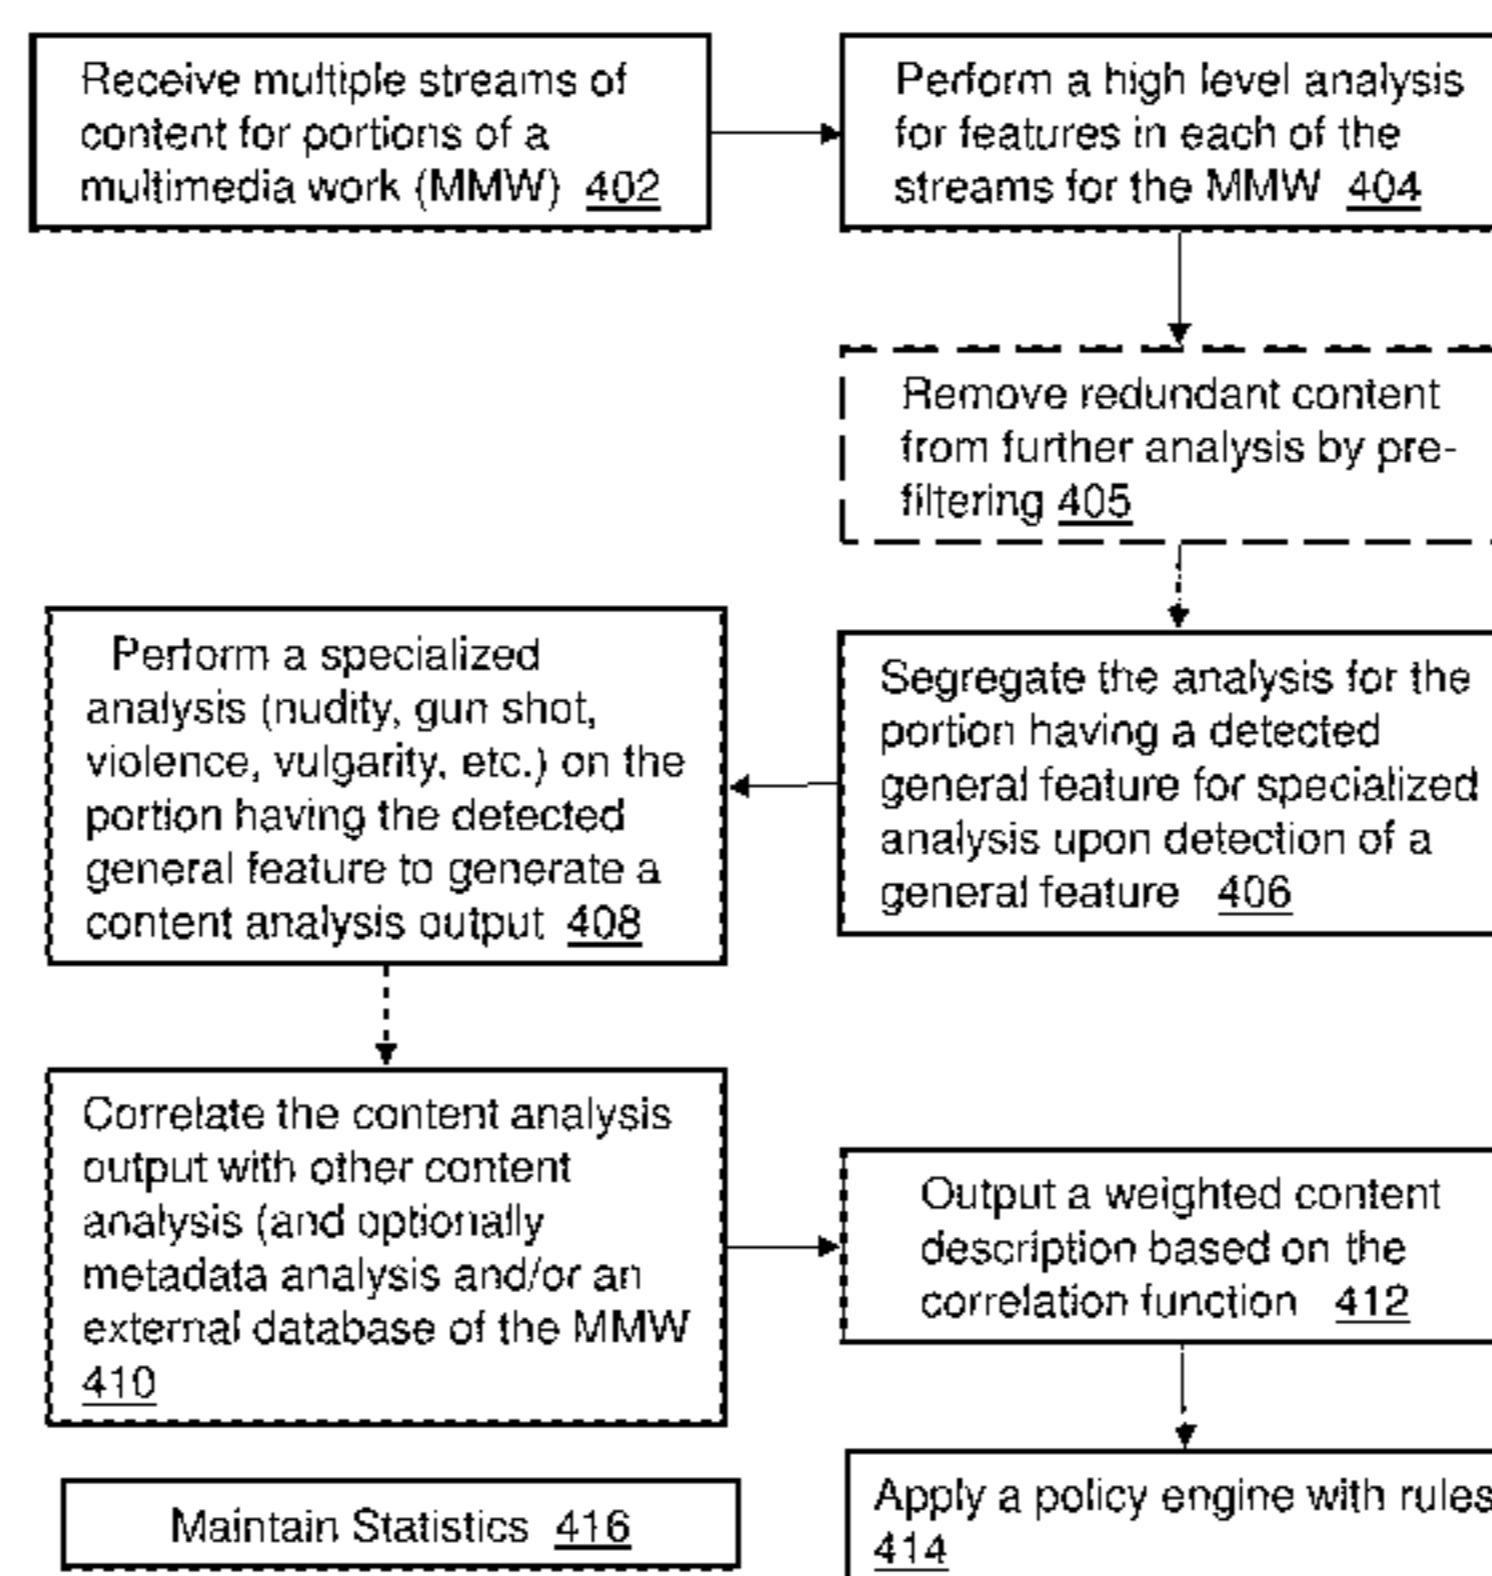 Receive multiple streams of
content for portions of a
multimedia work (MMW) 402
Perform a high level analysis
for features in each of the
streams for the MMW 404
Remove redundant content
from further analysis by pre-
filtering 405
Segregate the analysis for the
portion having a detected
general feature for specialized
analysis upon detection of a
general feature 406
Perform a specialized
analysis (nudity, gun shot,
violence, vulgarity, etc.) on the
portion having the detected
general feature to generate a
content analysis output 408
Correlate the content analysis
output with other content
analysis (and optionally
metadata analysis and/or an
external database of the MMW
410
Output a weighted content
description based on the
correlation function 412
Apply a policy engine with rules
414
Maintain Statistics 416